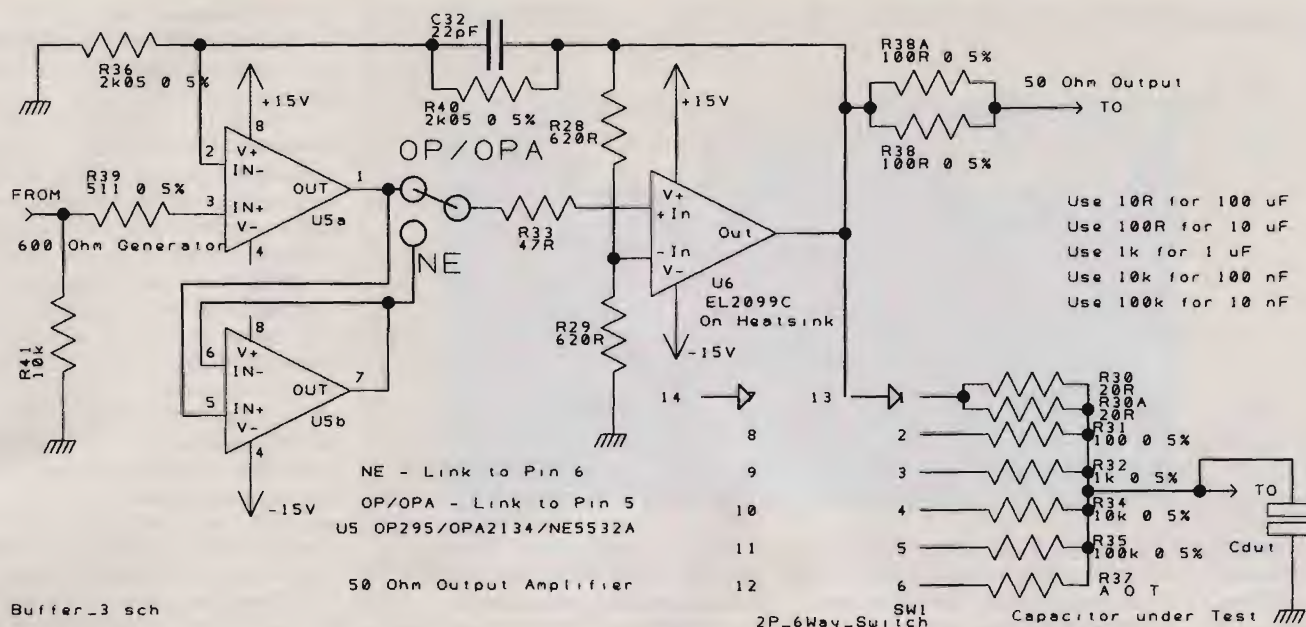 C32
22pF
R36
2k05 0 5%
R40
2k05 0 5%
R38A
100R 0 5%
50 Ohm Output
TO
R38
100R 0 5%
+15V
8
2
V+
IN-
OUT
1
IN+
V-
3
4
U5a
R39
511 0 5%
FROM
600 Ohm Generator
R41
10k
OP/OPA
NE
R33
47R
R28
620R
+15V
V+
+In
Out
-In
V-
U6
EL2099C
On Heatsink
-15V
R29
620R
Use 10R for 100 uF
Use 100R for 10 uF
Use 1k for 1 uF
Use 10k for 100 nF
Use 100k for 10 nF
8
6
V+
IN-
OUT
7
5
IN+
V-
U5b
4
-15V
NE - Link to Pin 6
OP/OPA - Link to Pin 5
U5 OP295/OPA2134/NE5532A
50 Ohm Output Amplifier
14
7
13
1
8
2
9
3
10
4
11
5
12
6
R30
20R
R30A
20R
R31
100 0 5%
R32
1k 0 5%
R34
10k 0 5%
R35
100k 0 5%
R37
A O T
TO
Cdut
Buffer_3 sch
SW1
2P_6Way_Switch
Capacitor under Test